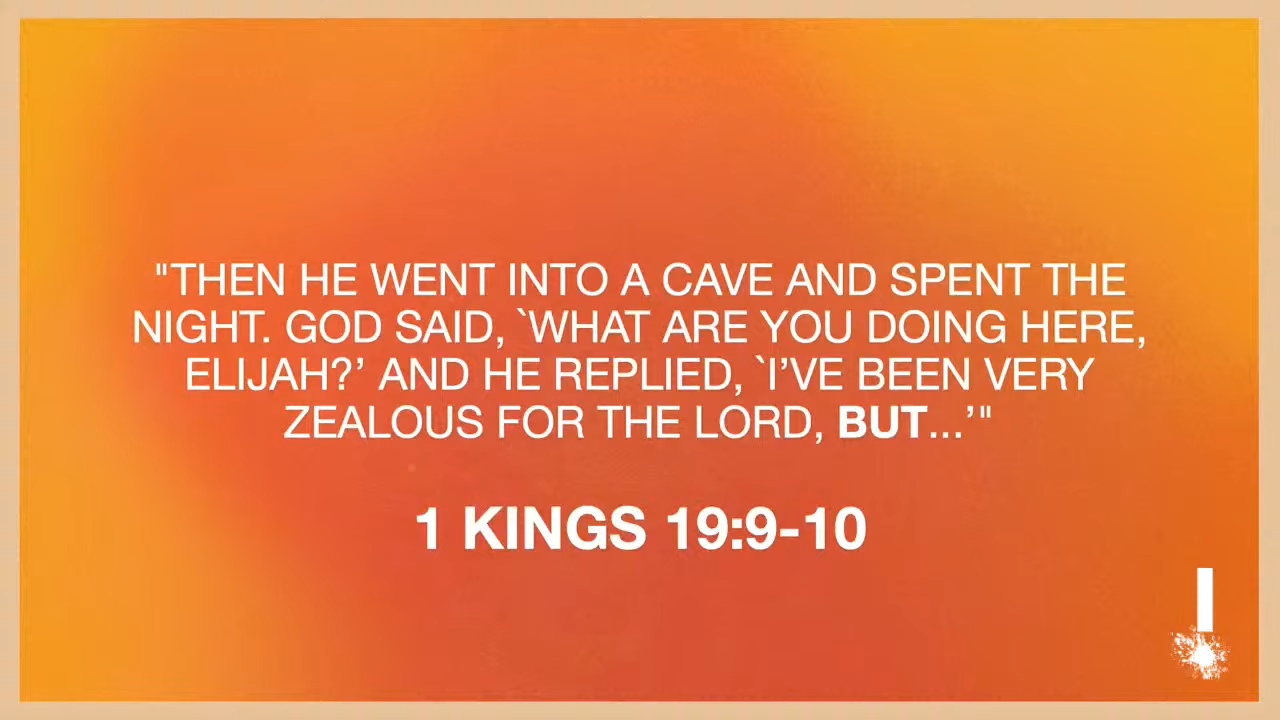 "THEN HE WENT INTO A CAVE AND SPENT THE
NIGHT. GOD SAID, `WHAT ARE YOU DOING HERE,
ELIJAH?’ AND HE REPLIED, `I’VE BEEN VERY
ZEALOUS FOR THE LORD, BUT...’"
1 KINGS 19:9-10